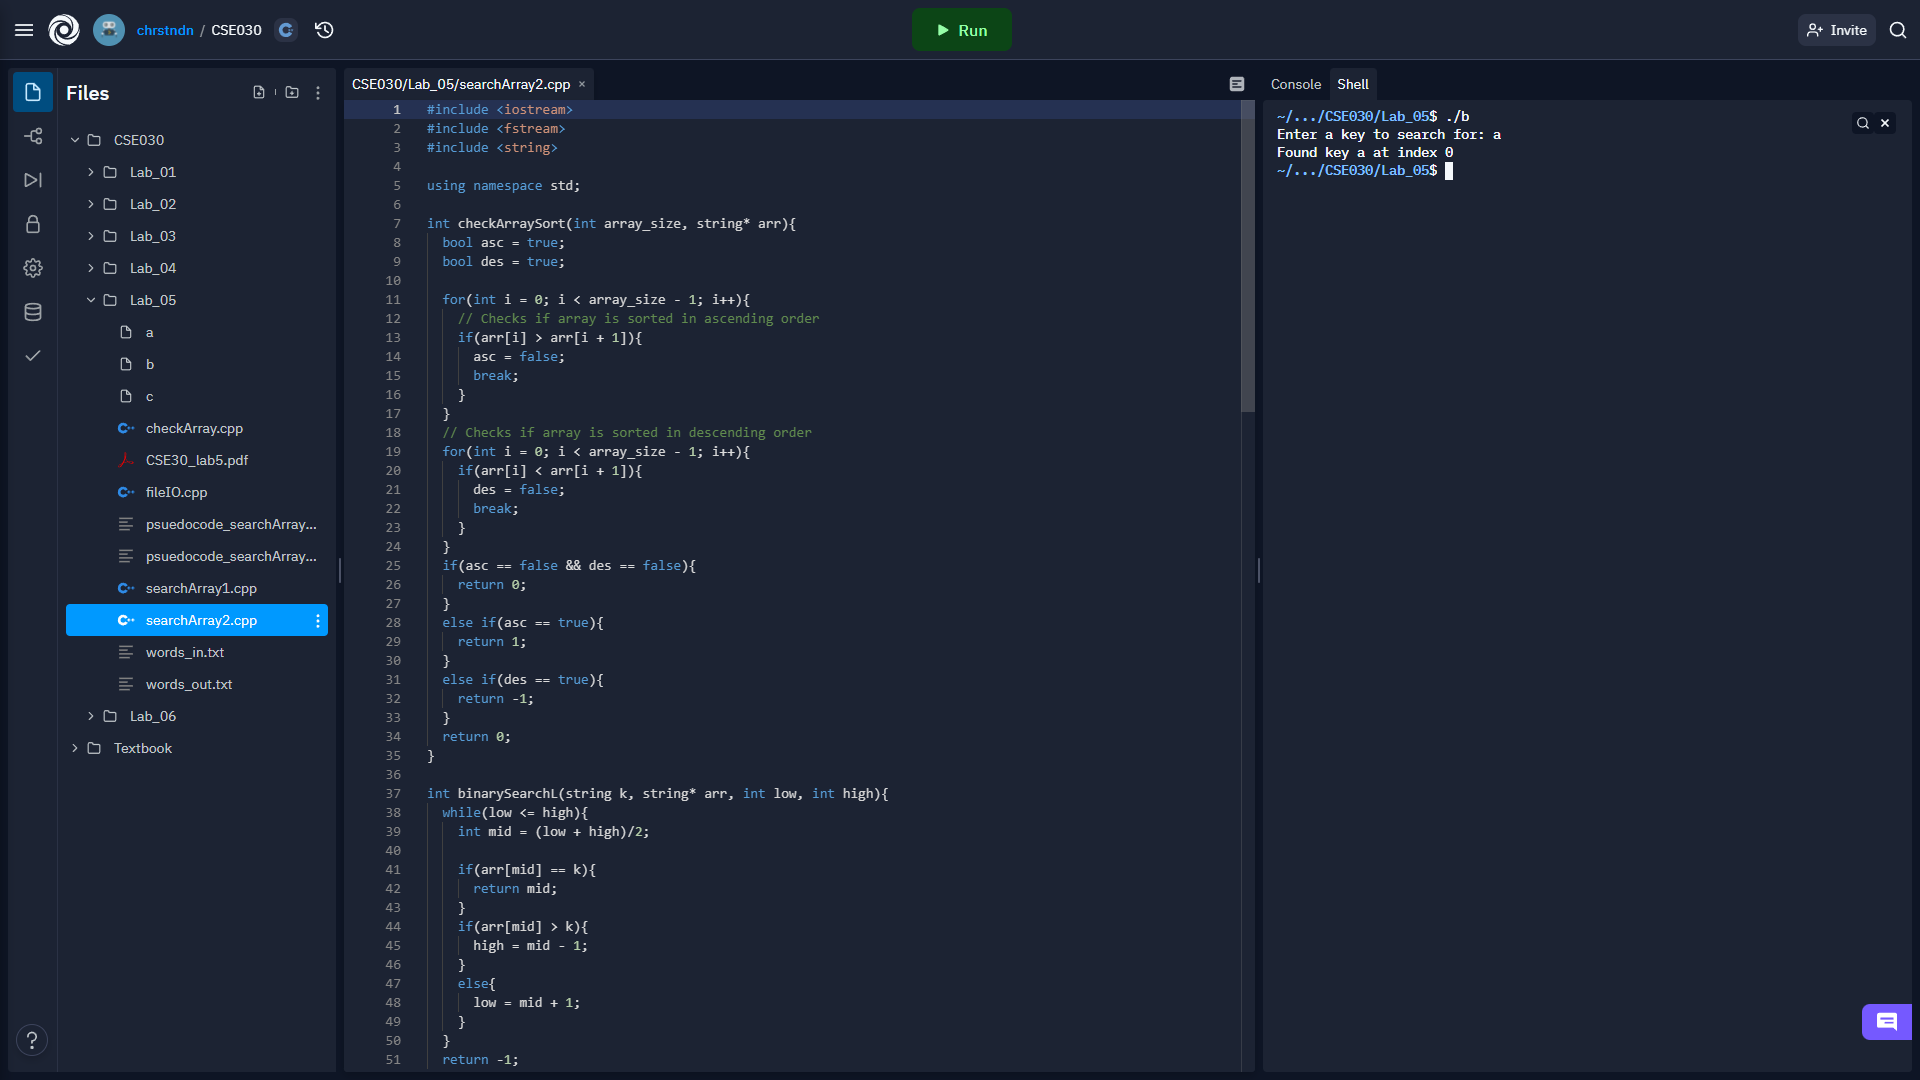 chrstndn / CSE030
Run
Invite
Files
CSE030
Lab_01
Lab_02
Lab_03
Lab_04
Lab_05
a
b
c
checkArray.cpp
CSE30_lab5.pdf
fileIO.cpp
psuedocode_searchArray...
psuedocode_searchArray...
searchArray1.cpp
searchArray2.cpp
words_in.txt
words_out.txt
Lab_06
Textbook
?
CSE030/Lab_05/searchArray2.cpp ×
1 #include <iostream>
2 #include <fstream>
3 #include <string>
4
5 using namespace std;
6
7 int checkArraySort(int array_size, string* arr){
8 bool asc = true;
9 bool des = true;
10
11 for(int i = 0; i < array_size - 1; i++){
12 // Checks if array is sorted in ascending order
13 if(arr[i] > arr[i + 1]){
14 asc = false;
15 break;
16 }
17 }
18 // Checks if array is sorted in descending order
19 for(int i = 0; i < array_size - 1; i++){
20 if(arr[i] < arr[i + 1]){
21 des = false;
22 break;
23 }
24 }
25 if(asc == false && des == false){
26 return 0;
27 }
28 else if(asc == true){
29 return 1;
30 }
31 else if(des == true){
32 return -1;
33 }
34 return 0;
35 }
36
37 int binarySearchL(string k, string* arr, int low, int high){
38 while(low <= high){
39 int mid = (low + high)/2;
40
41 if(arr[mid] == k){
42 return mid;
43 }
44 if(arr[mid] > k){
45 high = mid - 1;
46 }
47 else{
48 low = mid + 1;
49 }
50 }
51 return -1;
Console Shell
~/.../CSE030/Lab_05$ ./b
Enter a key to search for: a
Found key a at index 0
~/.../CSE030/Lab_05$